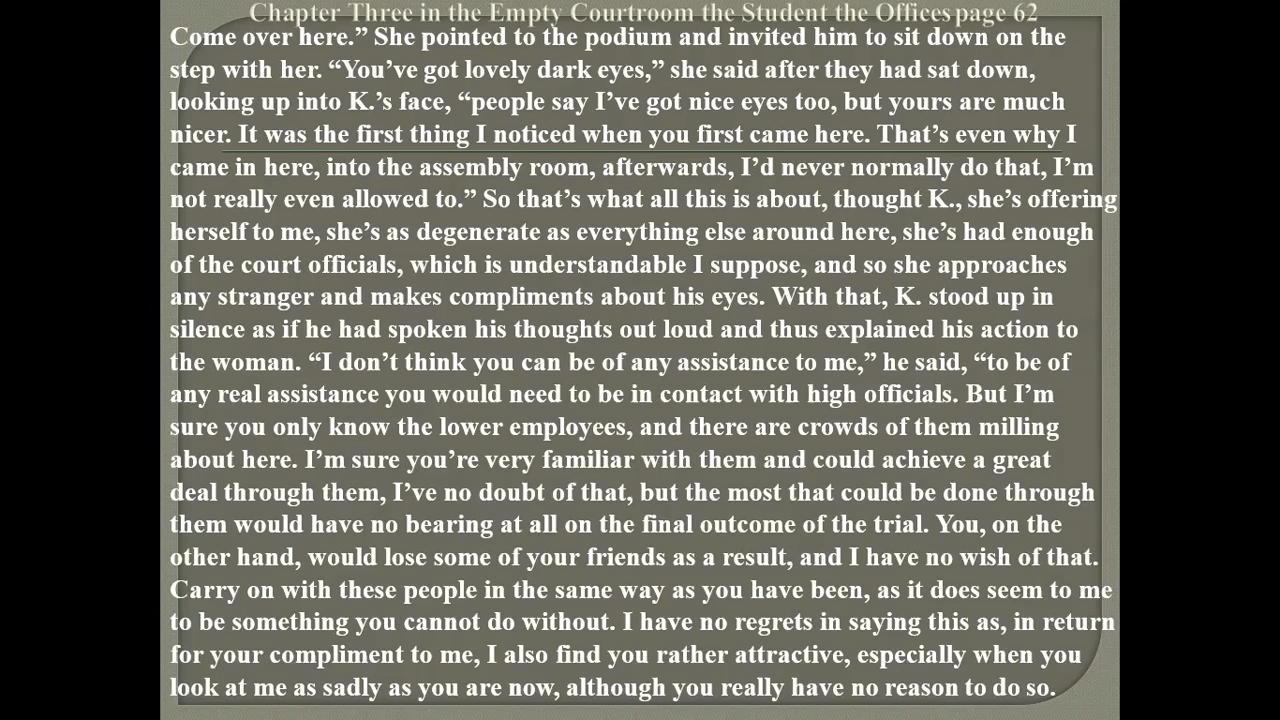 Chapter Three in the Empty Courtroom the Student the Offices page 62
Come over here.” She pointed to the podium and invited him to sit down on the
step with her. “You’ve got lovely dark eyes,” she said after they had sat down,
looking up into K.’s face, “people say I’ve got nice eyes too, but yours are much
nicer. It was the first thing I noticed when you first came here. That’s even why I
came in here, into the assembly room, afterwards, I’d never normally do that, I’m
not really even allowed to.” So that’s what all this is about, thought K., she’s offering
herself to me, she’s as degenerate as everything else around here, she’s had enough
of the court officials, which is understandable I suppose, and so she approaches
any stranger and makes compliments about his eyes. With that, K. stood up in
silence as if he had spoken his thoughts out loud and thus explained his action to
the woman. “I don’t think you can be of any assistance to me,” he said, “to be of
any real assistance you would need to be in contact with high officials. But I’m
sure you only know the lower employees, and there are crowds of them milling
about here. I’m sure you’re very familiar with them and could achieve a great
deal through them, I’ve no doubt of that, but the most that could be done through
them would have no bearing at all on the final outcome of the trial. You, on the
other hand, would lose some of your friends as a result, and I have no wish of that.
Carry on with these people in the same way as you have been, as it does seem to me
to be something you cannot do without. I have no regrets in saying this as, in return
for your compliment to me, I also find you rather attractive, especially when you
look at me as sadly as you are now, although you really have no reason to do so.